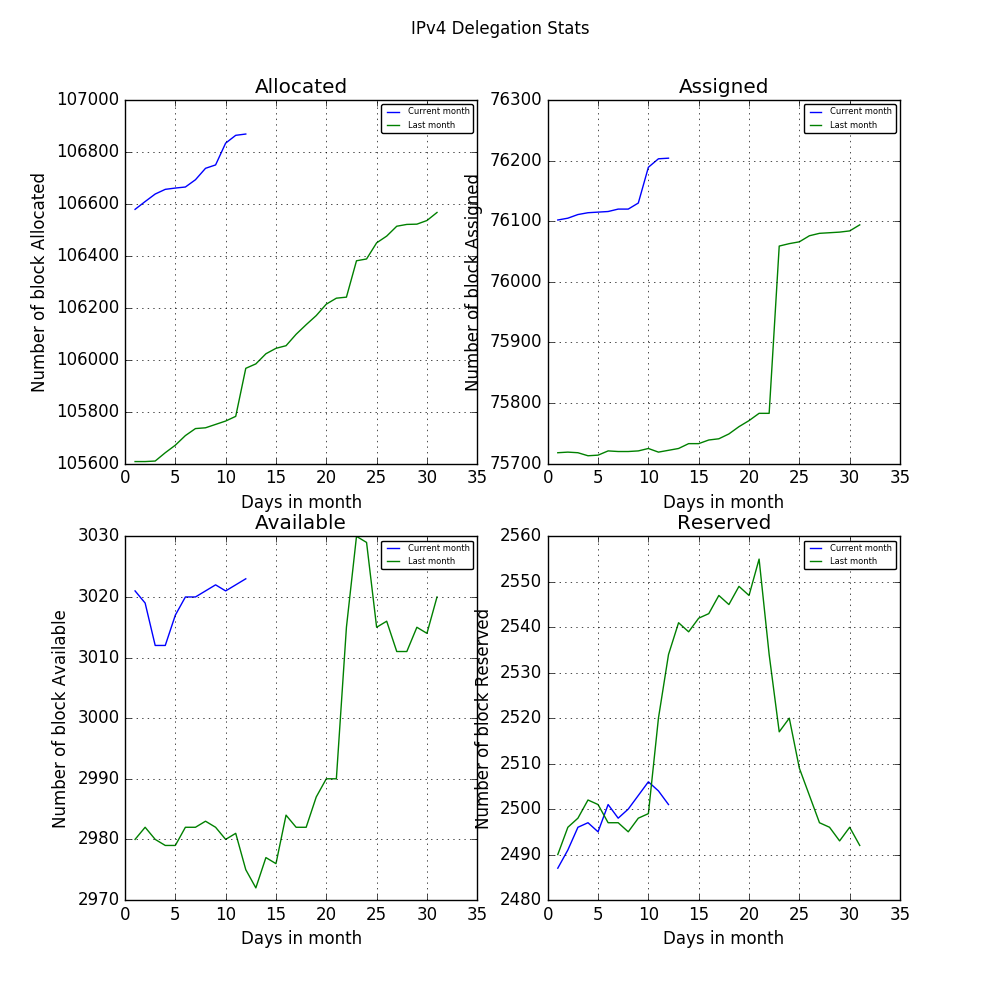 IPv4 Delegation Stats
Allocated
Number of block Allocated
107000
106800
106600
106400
106200
106000
105800
105600
Current month
Last month
0 5 10 15 20 25 30 35
Days in month
Assigned
Number of block Assigned
76300
76200
76100
76000
75900
75800
75700
Current month
Last month
0 5 10 15 20 25 30 35
Days in month
Available
Number of block Available
3030
3020
3010
3000
2990
2980
2970
Current month
Last month
0 5 10 15 20 25 30 35
Days in month
Reserved
Number of block Reserved
2560
2550
2540
2530
2520
2510
2500
2490
2480
Current month
Last month
0 5 10 15 20 25 30 35
Days in month